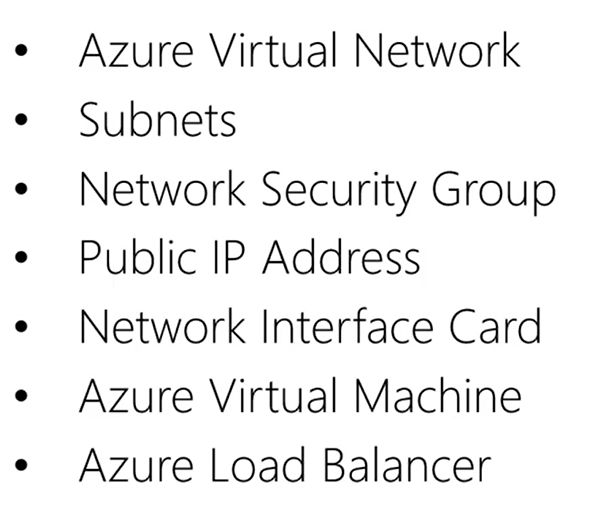 • Azure Virtual Network
• Subnets
• Network Security Group
• Public IP Address
• Network Interface Card
• Azure Virtual Machine
• Azure Load Balancer